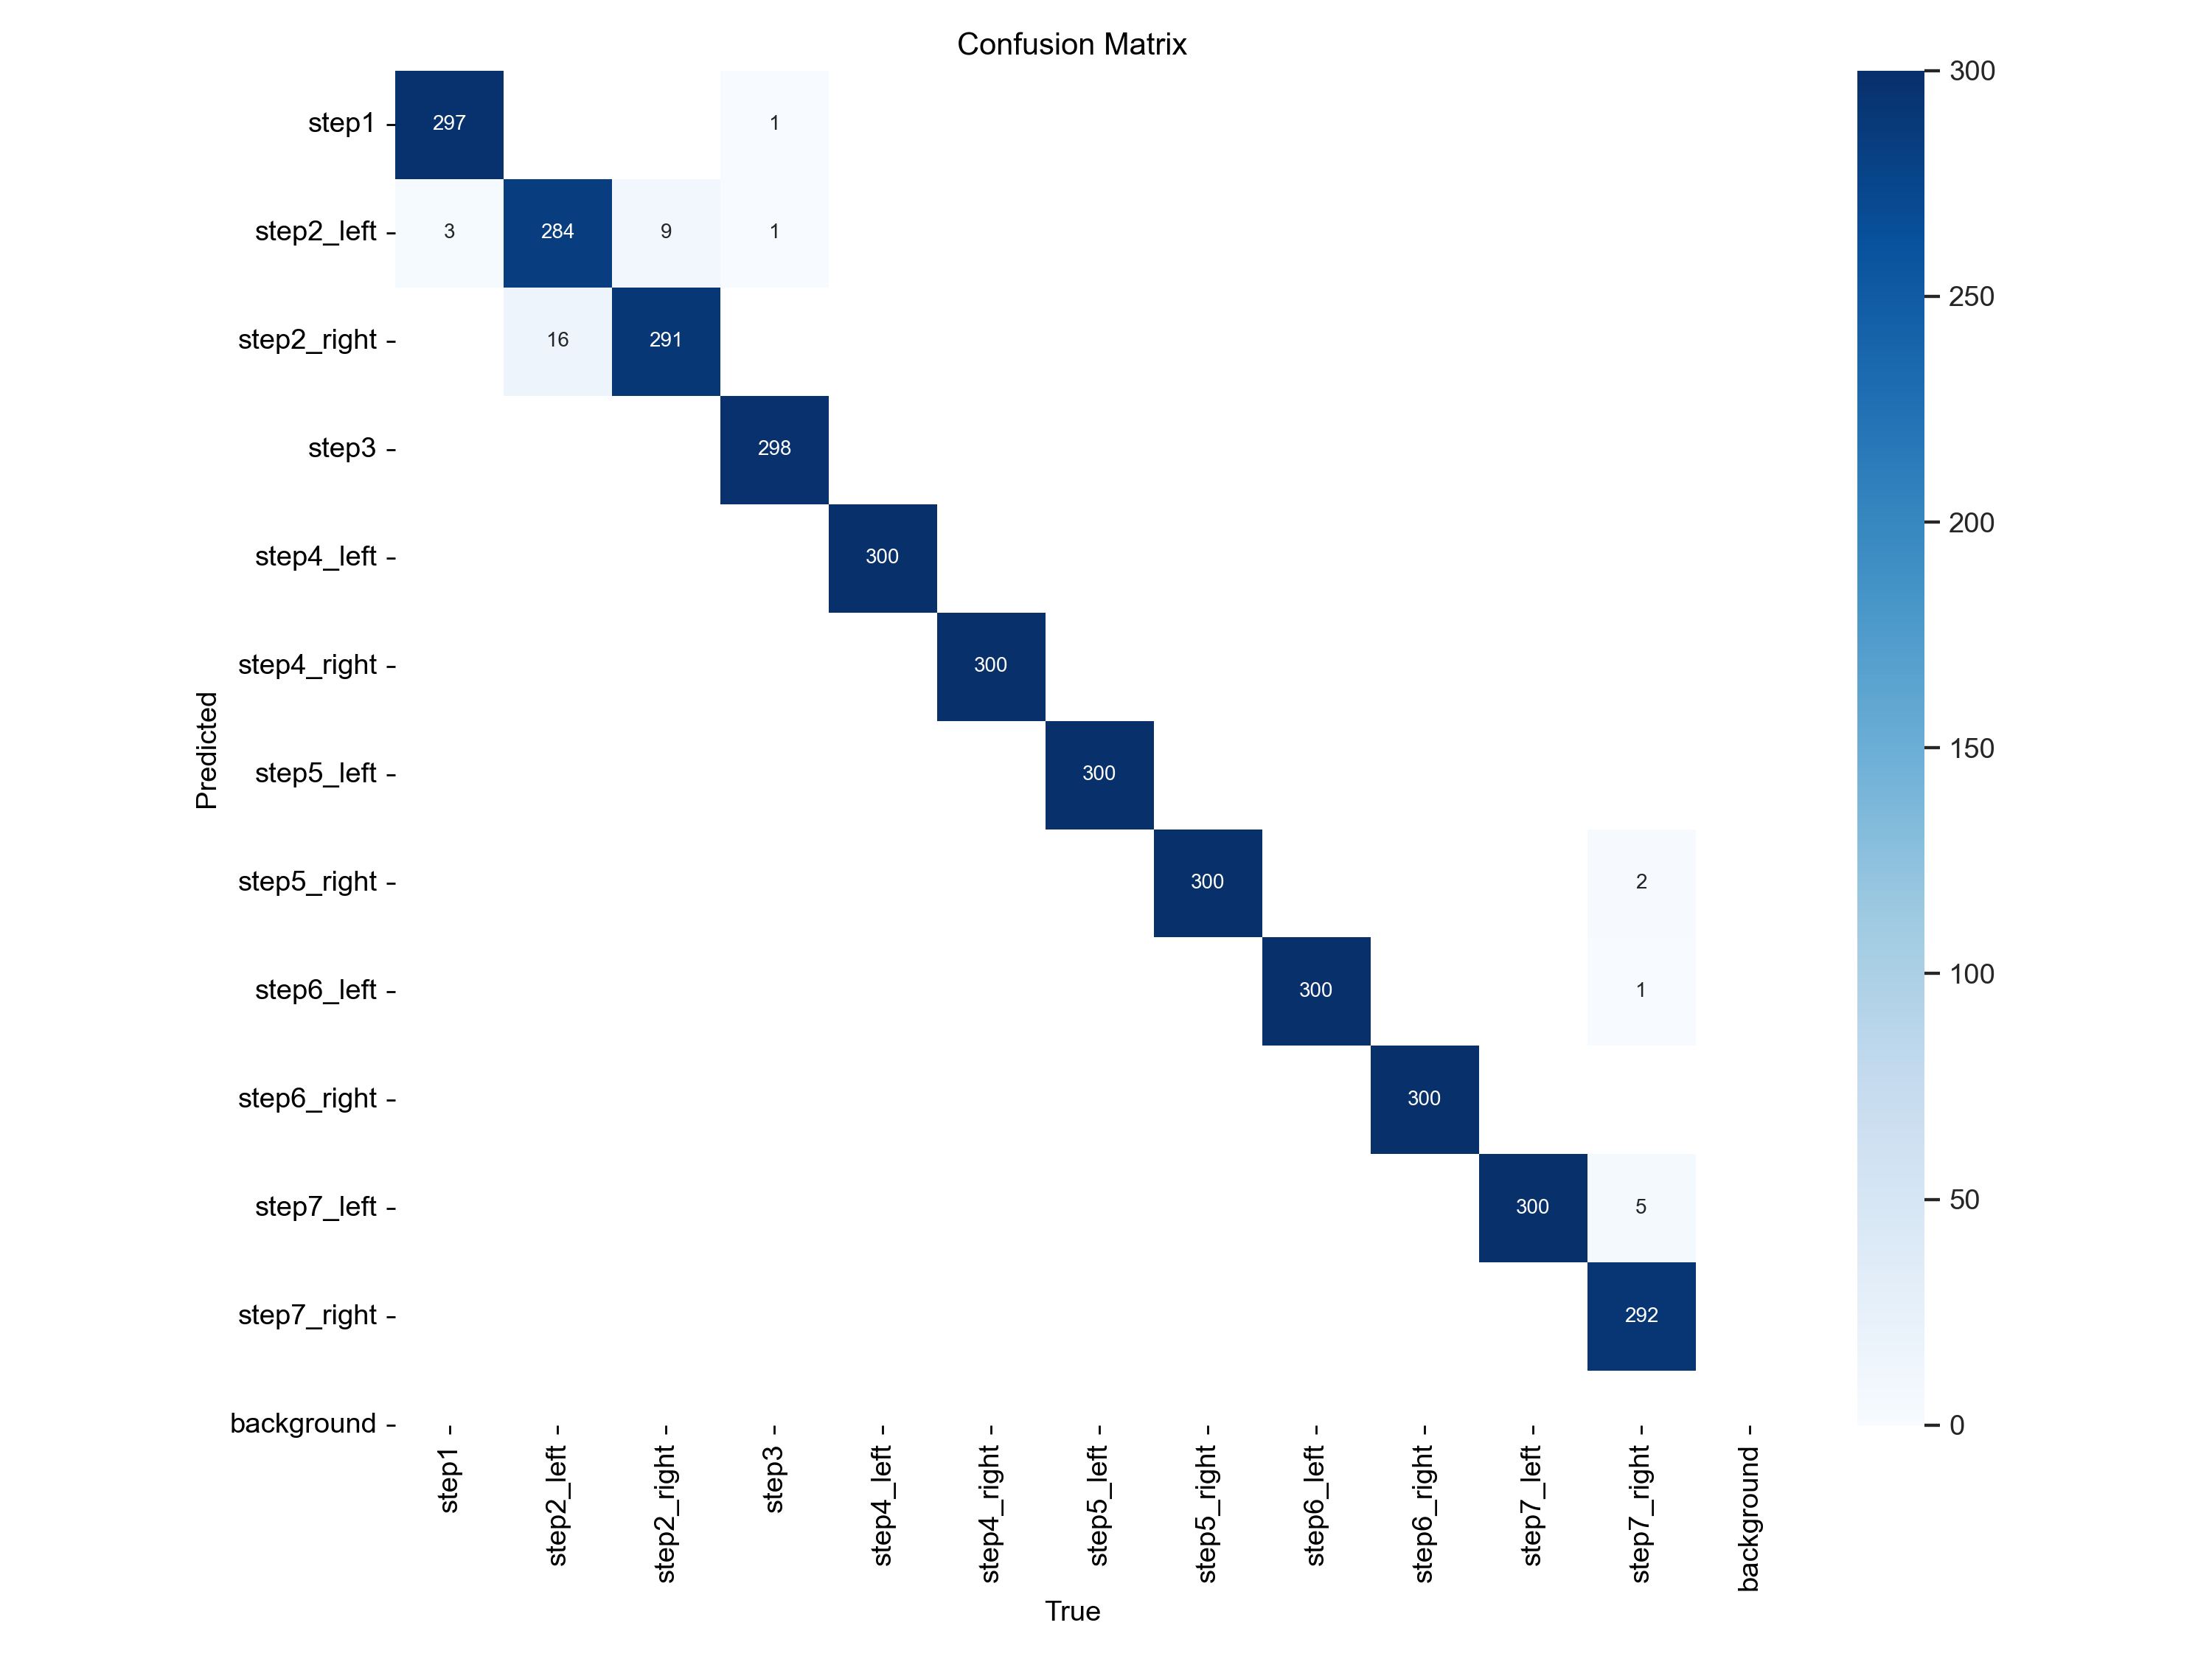 Confusion Matrix
step1 297 1 300
step2_left 3 284 9 1 250
step2_right 16 291
step3 298 200
step4_left 300
step4_right 300
step5_left 300 150
step5_right 300 2
step6_left 300 1 100
step6_right 300
step7_left 300 5 50
step7_right 292
background 0
Predicted
step1 step2_left step2_right step3 step4_left step4_right step5_left step5_right step6_left step6_right step7_left step7_right background
True